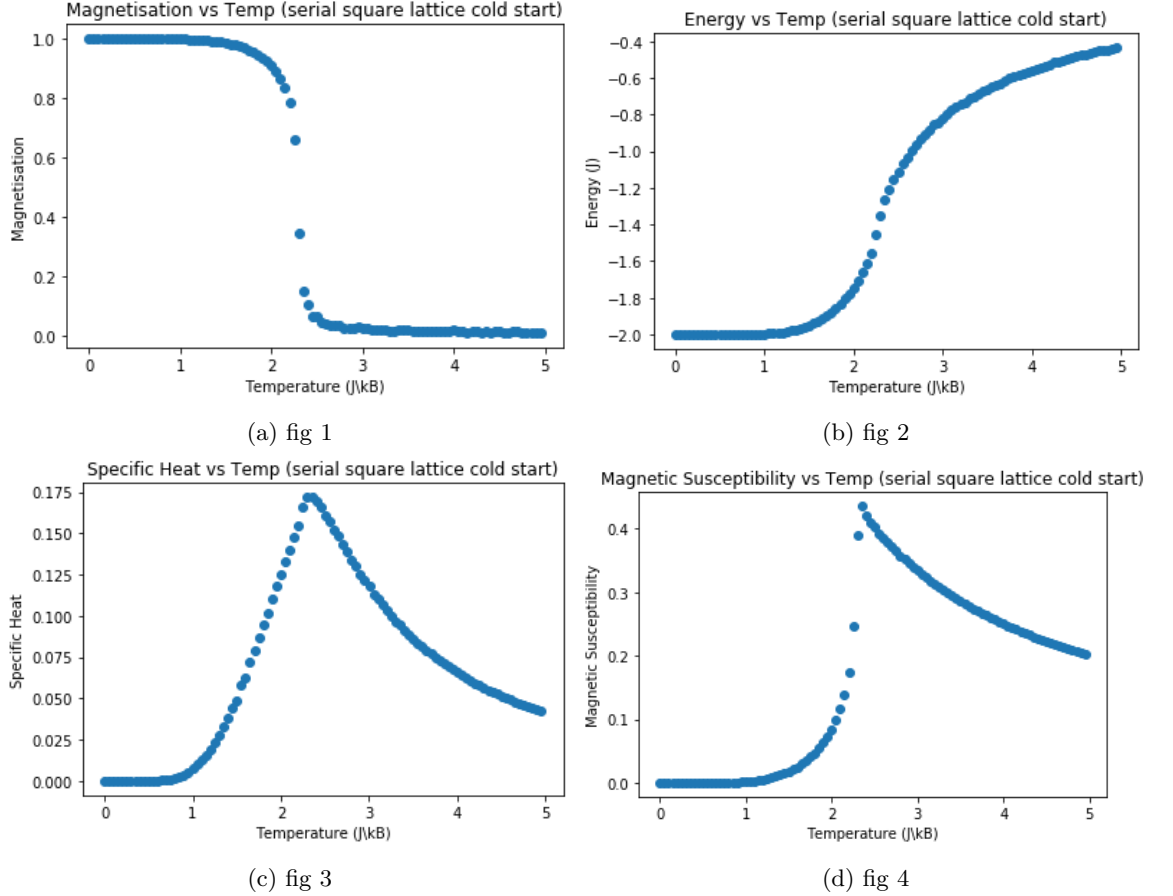 Magnetisation vs Temp (serial square lattice cold start)
1.0
0.8
0.6
0.4
0.2
0.0
Magnetisation
0 1 2 3 4 5
Temperature (J\kB)
(a) fig 1
Energy vs Temp (serial square lattice cold start)
−0.4
−0.6
−0.8
−1.0
−1.2
−1.4
−1.6
−1.8
−2.0
Energy (J)
0 1 2 3 4 5
Temperature (J\kB)
(b) fig 2
Specific Heat vs Temp (serial square lattice cold start)
0.175
0.150
0.125
0.100
0.075
0.050
0.025
0.000
Specific Heat
0 1 2 3 4 5
Temperature (J\kB)
(c) fig 3
Magnetic Susceptibility vs Temp (serial square lattice cold start)
0.4
0.3
0.2
0.1
0.0
Magnetic Susceptibility
0 1 2 3 4 5
Temperature (J\kB)
(d) fig 4